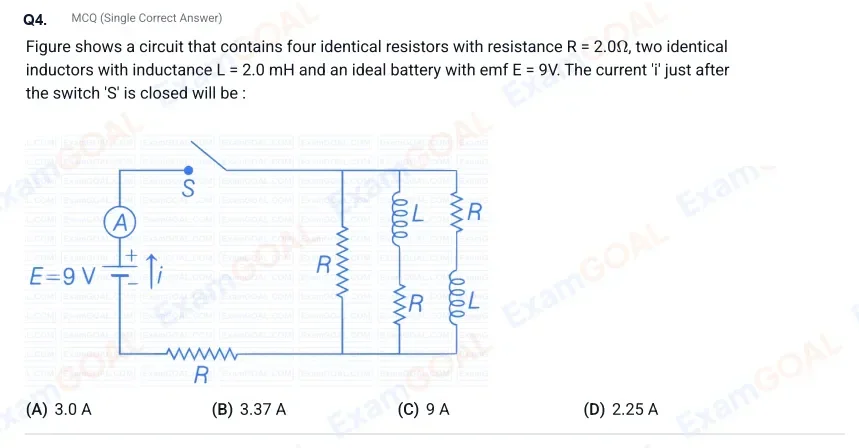 Q4. MCQ (Single Correct Answer)
Figure shows a circuit that contains four identical resistors with resistance R = 2.0Ω, two identical
inductors with inductance L = 2.0 mH and an ideal battery with emf E = 9V. The current 'i' just after
the switch 'S' is closed will be :
S
A
L
R
+
E=9 V
i
R
-
R
L
R
(A) 3.0 A (B) 3.37 A (C) 9 A (D) 2.25 A
ExamGOAL